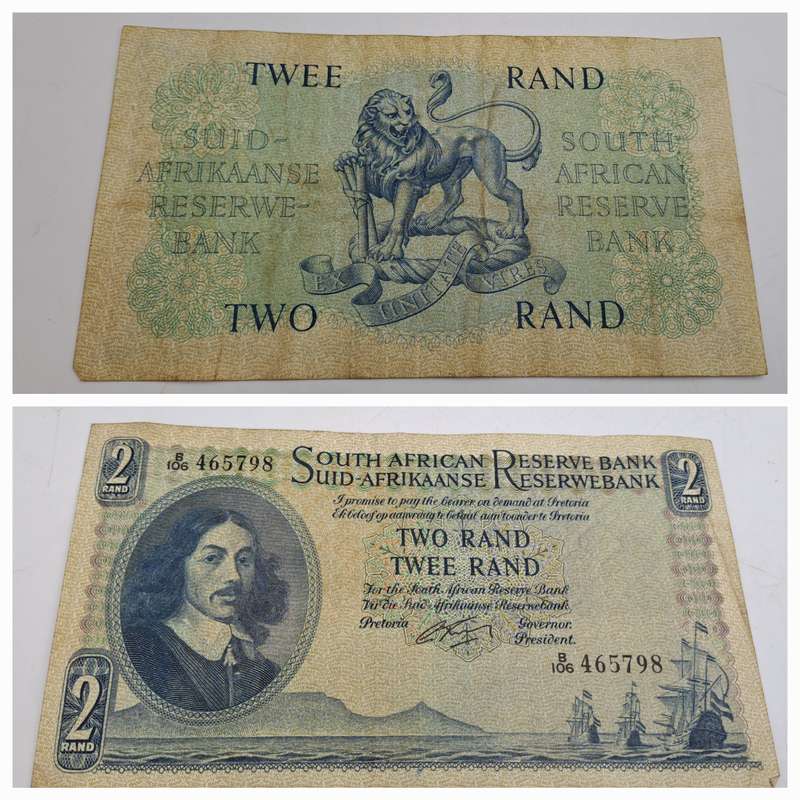 TWEE RAND
SUID-
AFRIKAANSE
RESERWE-
BANK
SOUTH
AFRICAN
RESERVE
BANK
EX UNITATE VIRES
TWO RAND
2
RAND
B/106 465798
SOUTH AFRICAN RESERVE BANK
SUID-AFRIKAANSE RESERWEBANK
2
RAND
I promise to pay the bearer on demand at Pretoria
Ek beloof op aanvraag te betaal aan toonder te Pretoria
TWO RAND
TWEE RAND
For the South African Reserve Bank
Vir die Suid-Afrikaanse Reserwebank
Pretoria Governor.
President.
B/106 465798
2
RAND